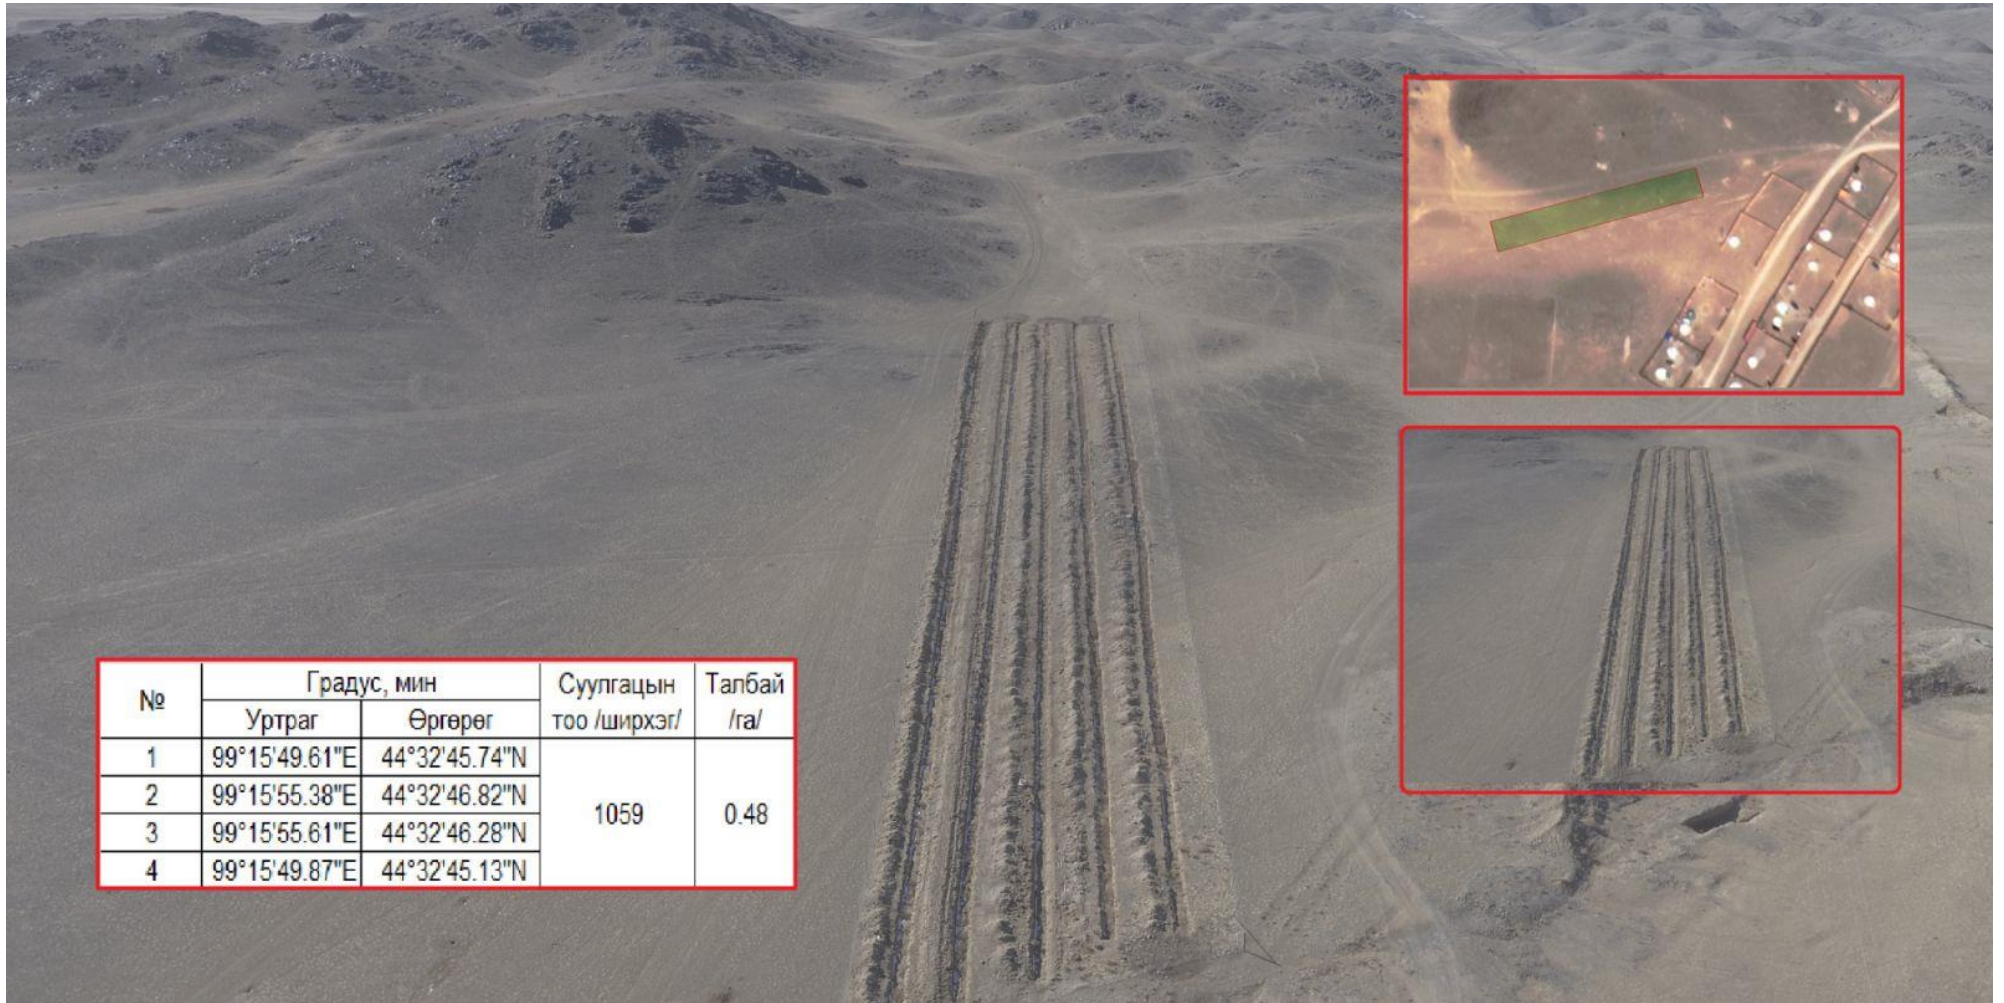 № Градус, мин Суулгацын тоо /ширхэг/ Талбай /га/
Уртраг Өргөрөг
1 99°15'49.61"E 44°32'45.74"N 1059 0.48
2 99°15'55.38"E 44°32'46.82"N
3 99°15'55.61"E 44°32'46.28"N
4 99°15'49.87"E 44°32'45.13"N